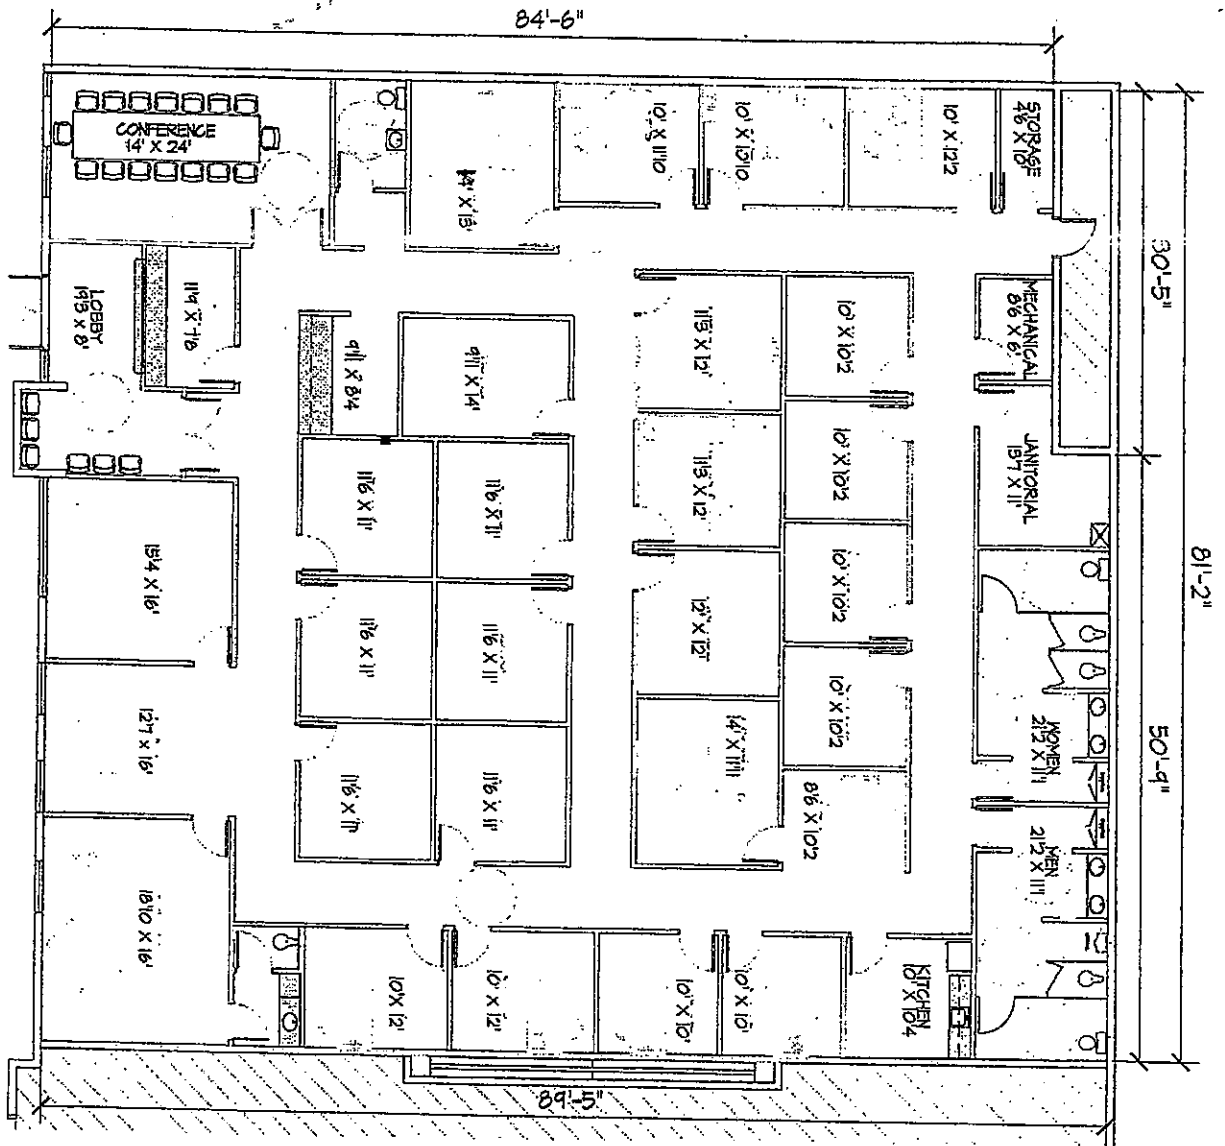 84'-6"
CONFERENCE
14' X 24'
14' X 15'
10' X 11'10
10' X 10'10
10' X 12'2
STORAGE
4'6 X 10'
30'-5"
LOBBY
19'3 X 8'
11'9 X 7'8
9'11 X 8'4
9'11 X 14'
11'5 X 12'
10' X 10'2
MECHANICAL
8'6 X 6'
81'-2"
11'6 X 11'
11'6 X 11'
11'5 X 12'
10' X 10'2
JANITORIAL
15'7 X 11'
15'4 X 16'
11'6 X 11'
11'6 X 11'
12' X 12'
10' X 10'2
50'-9"
12'7 X 16'
11'6 X 11'
11'6 X 11'
14' X 11'11
10' X 10'2
WOMEN
21'2 X 11'1
8'6 X 10'2
MEN
21'2 X 11'1
18'10 X 16'
10' X 12'
10' X 12'
10' X 10'
10' X 10'
KITCHEN
10' X 10'4
89'-5"